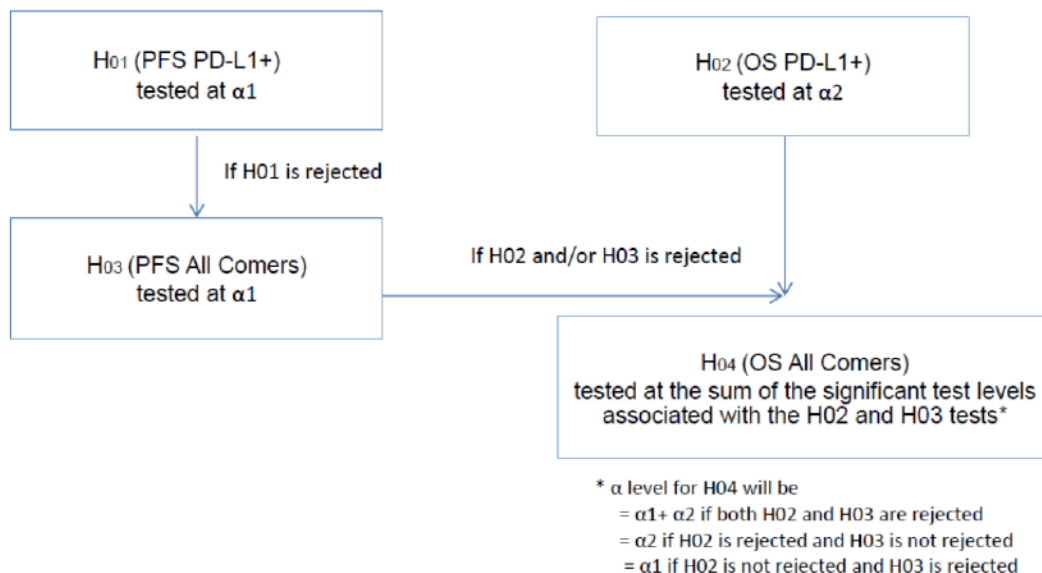 H01 (PFS PD-L1+)
tested at α1
H02 (OS PD-L1+)
tested at α2
If H01 is rejected
H03 (PFS All Comers)
tested at α1
If H02 and/or H03 is rejected
H04 (OS All Comers)
tested at the sum of the significant test levels
associated with the H02 and H03 tests*
* α level for H04 will be
= α1+ α2 if both H02 and H03 are rejected
= α2 if H02 is rejected and H03 is not rejected
= α1 if H02 is not rejected and H03 is rejected